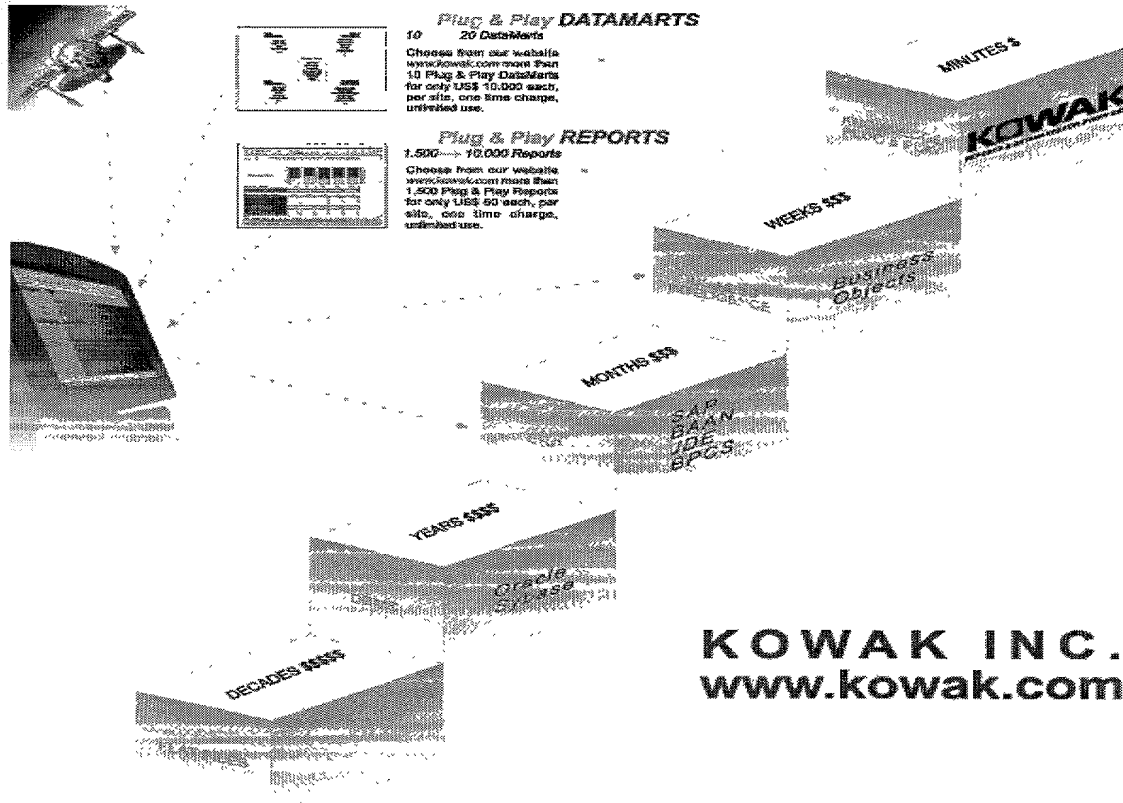 Plug & Play DATAMARTS
10 20 DataMarts
Choose from our website
www.kowak.com more than
10 Plug & Play DataMarts
for only US$ 10.000 each,
per site, one time charge,
unlimited use.
Plug & Play REPORTS
1.500 10.000 Reports
Choose from our website
www.kowak.com more than
1,500 Plug & Play Reports
for only US$ 50 each, per
site, one time charge,
unlimited use.
MINUTES $
KOWAK
WEEKS $$$
Business
Objects
MONTHS $$$
SAP
BAAN
JDE
BPCS
YEARS $$$$
Oracle
Sybase
DECADES $$$$$
KOWAK INC.
www.kowak.com